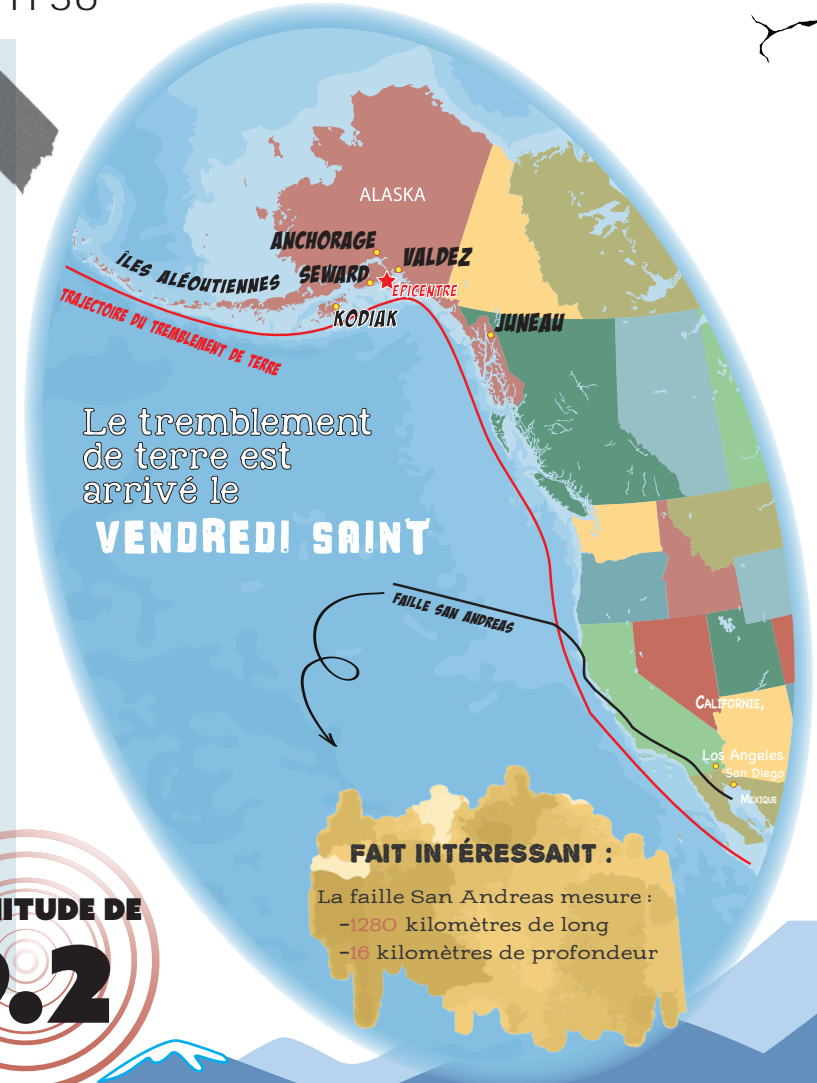 ALASKA
ANCHORAGE
VALDEZ
ÎLES ALÉOUTIENNES
SEWARD
ÉPICENTRE
TRAJECTOIRE DU TREMBLEMENT DE TERRE
KODIAK
JUNEAU
Le tremblement
de terre est
arrivé le
VENDREDI SAINT
FAILLE SAN ANDREAS
CALIFORNIE,
Los Angeles
San Diego
MEXIQUE
FAIT INTÉRESSANT :
La faille San Andreas mesure :
-1280 kilomètres de long
-16 kilomètres de profondeur
DE
9.2